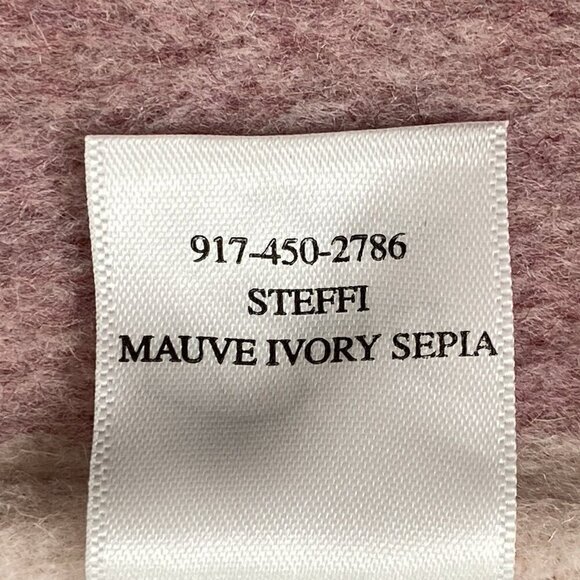 917-450-2786
STEFFI
MAUVE IVORY SEPIA